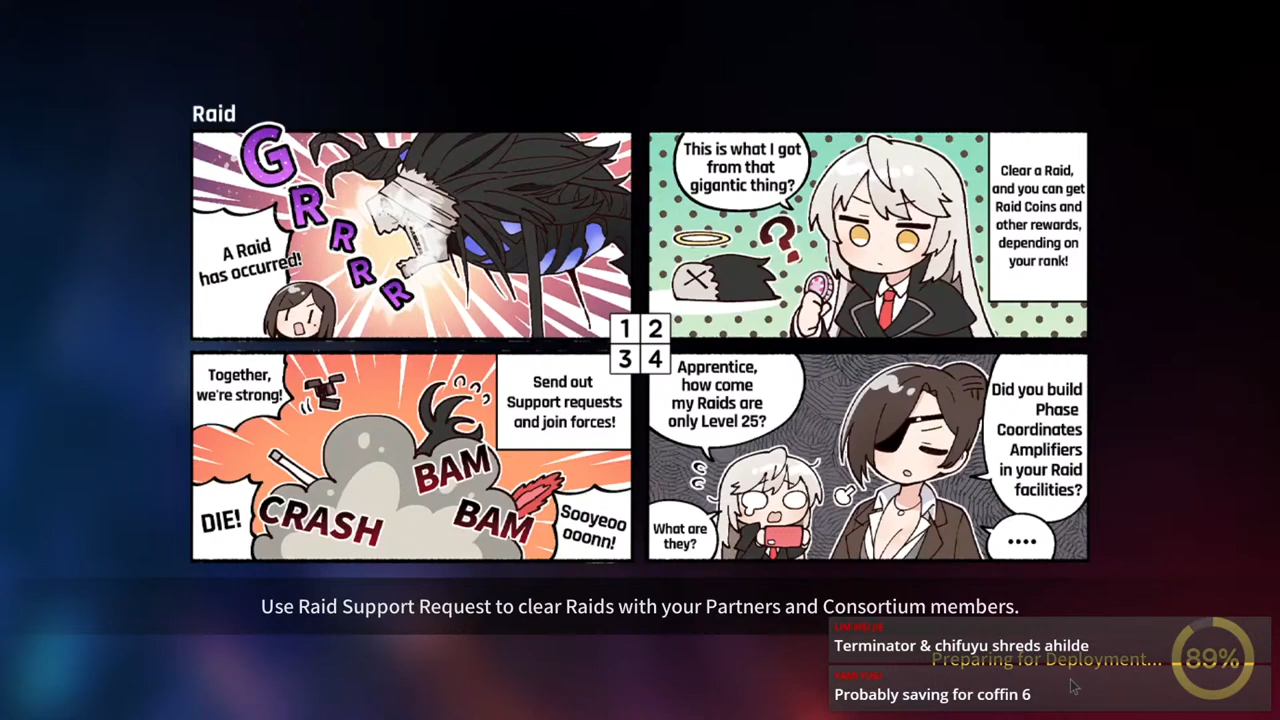 Raid
GRRRR
A Raid
has occurred!
This is what I got
from that
gigantic thing?
?
Clear a Raid,
and you can get
Raid Coins and
other rewards,
depending on
your rank!
1 2
3 4
Together,
we're strong!
Send out
Support requests
and join forces!
DIE!
CRASH
BAM
BAM
Sooyeoo
ooonn!
Apprentice,
how come
my Raids are
only Level 25?
What are
they?
Did you build
Phase
Coordinates
Amplifiers
in your Raid
facilities?
....
Use Raid Support Request to clear Raids with your Partners and Consortium members.
Terminator & chifuyu shreds ahilde
Preparing for Deployment...
89%
Probably saving for coffin 6